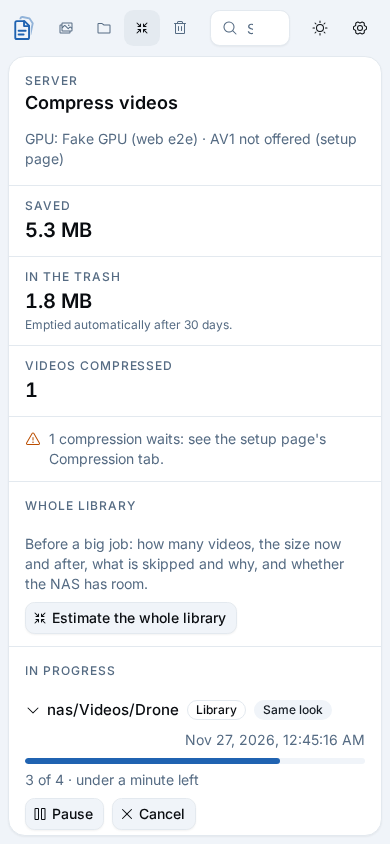 S
SERVER
Compress videos
GPU: Fake GPU (web e2e) · AV1 not offered (setup
page)
SAVED
5.3 MB
IN THE TRASH
1.8 MB
Emptied automatically after 30 days.
VIDEOS COMPRESSED
1
1 compression waits: see the setup page's
Compression tab.
WHOLE LIBRARY
Before a big job: how many videos, the size now
and after, what is skipped and why, and whether
the NAS has room.
Estimate the whole library
IN PROGRESS
nas/Videos/Drone Library Same look
Nov 27, 2026, 12:45:16 AM
3 of 4 · under a minute left
Pause Cancel